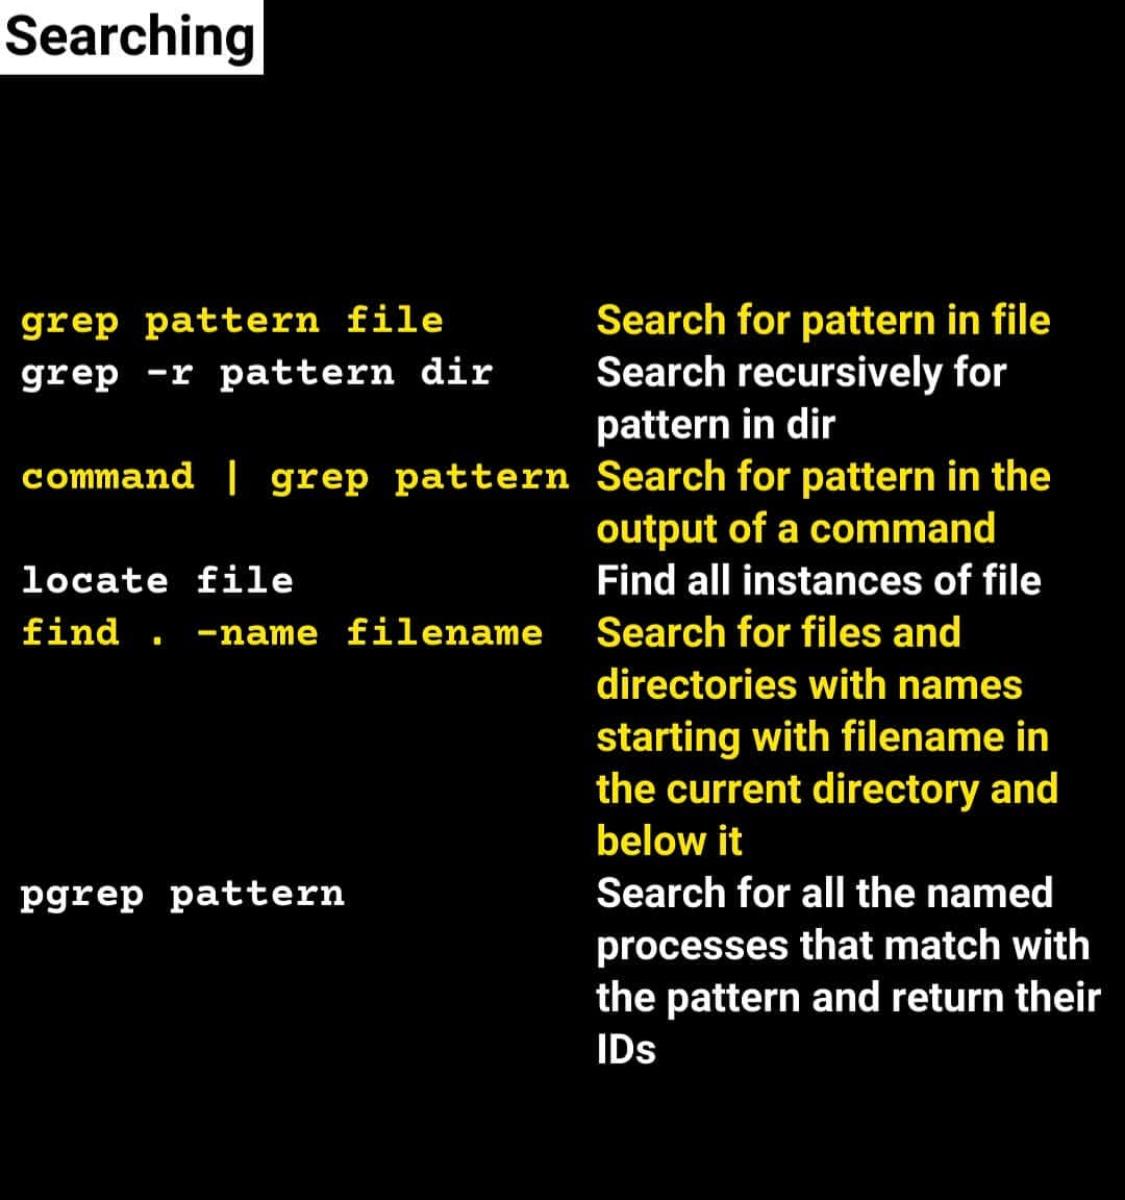 Searching
grep pattern file Search for pattern in file
grep -r pattern dir Search recursively for
pattern in dir
command | grep pattern Search for pattern in the
output of a command
locate file Find all instances of file
find . -name filename Search for files and
directories with names
starting with filename in
the current directory and
below it
pgrep pattern Search for all the named
processes that match with
the pattern and return their
IDs